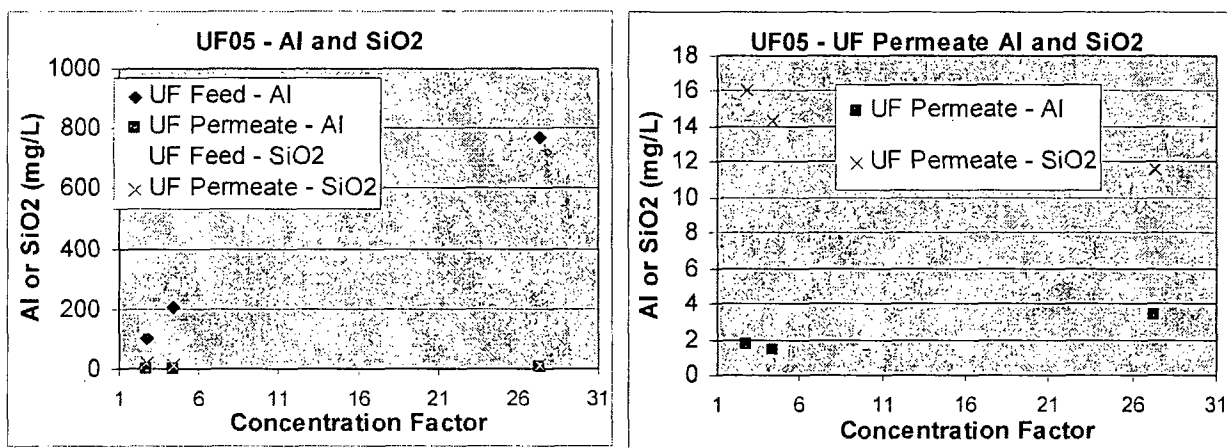 UF05 - Al and SiO2
1000
800
600
400
200
0
UF Feed - Al
UF Permeate - Al
UF Feed - SiO2
UF Permeate - SiO2
1 6 11 16 21 26 31
Al or SiO2 (mg/L)
Concentration Factor
UF05 - UF Permeate Al and SiO2
18
16
14
12
10
8
6
4
2
0
UF Permeate - Al
UF Permeate - SiO2
1 6 11 16 21 26 31
Al or SiO2 (mg/L)
Concentration Factor